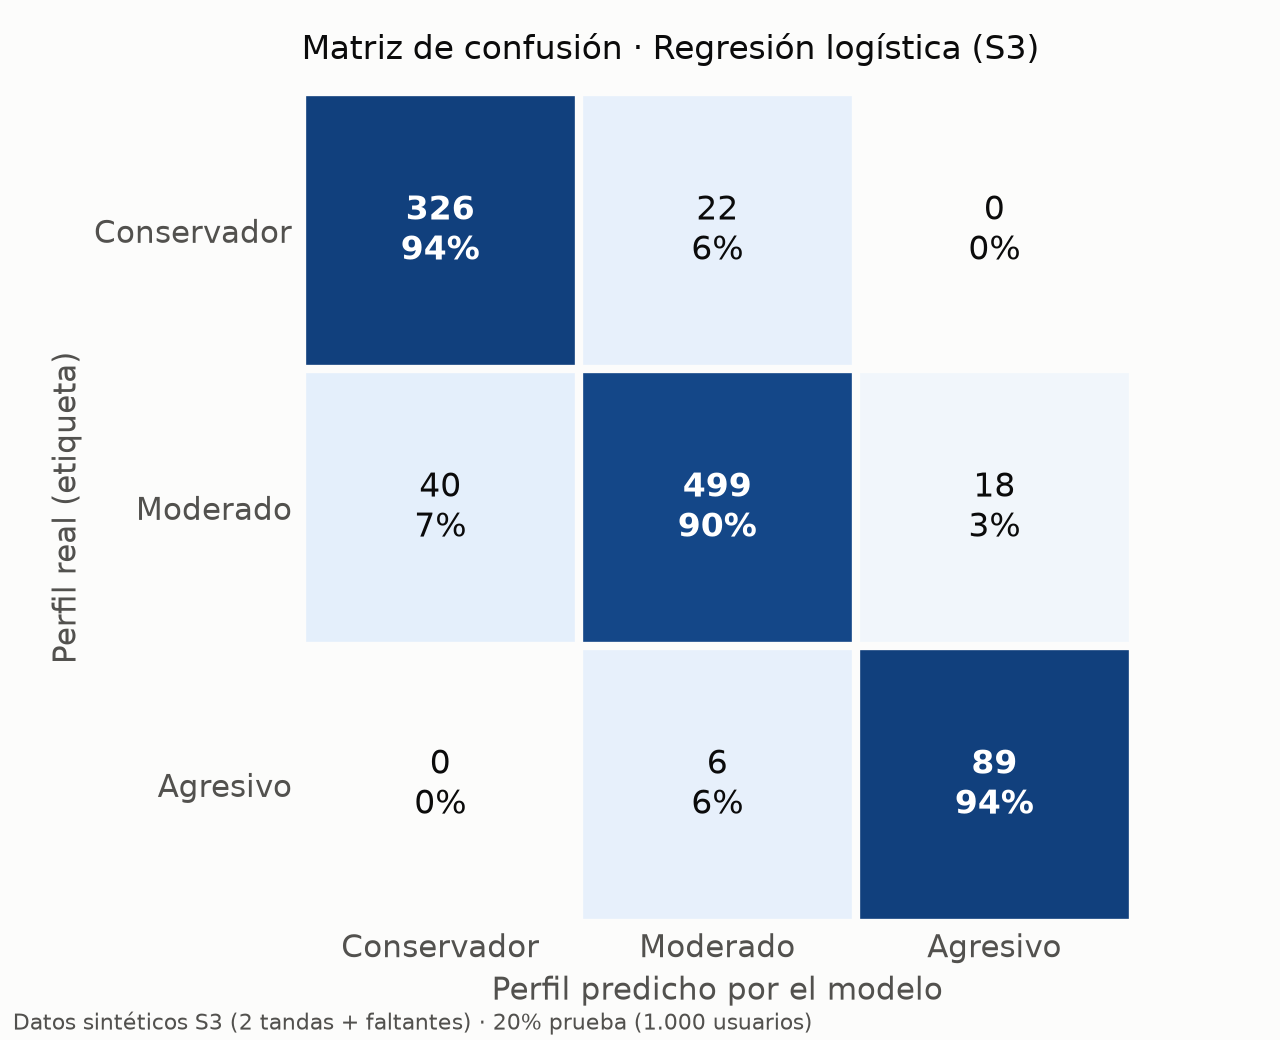 Matriz de confusión · Regresión logística (S3)
Perfil real (etiqueta)
Conservador
326
94%
22
6%
0
0%
Moderado
40
7%
499
90%
18
3%
Agresivo
0
0%
6
6%
89
94%
Conservador
Moderado
Agresivo
Perfil predicho por el modelo
Datos sintéticos S3 (2 tandas + faltantes) · 20% prueba (1.000 usuarios)